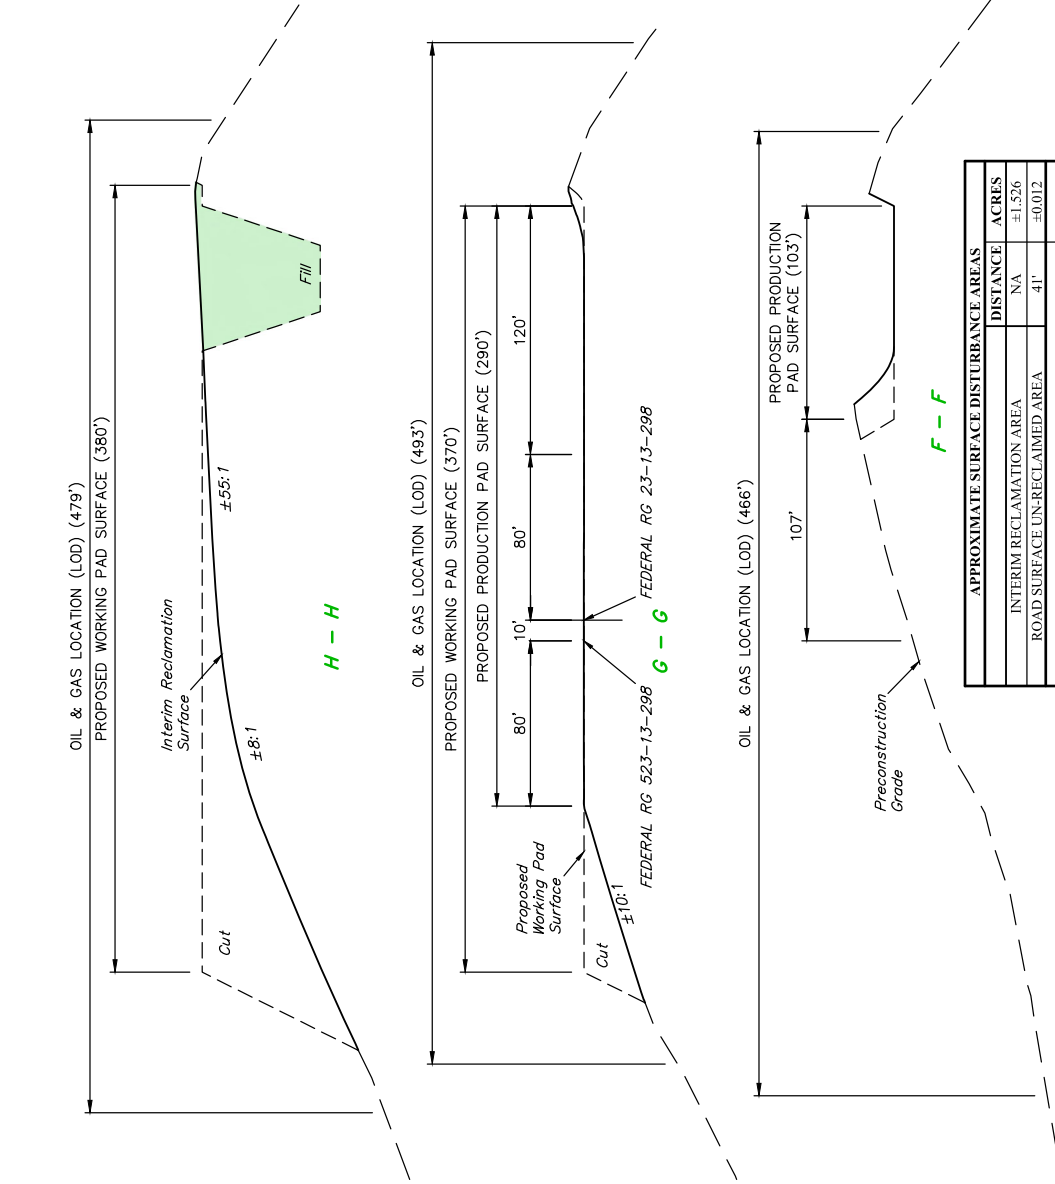 OIL & GAS LOCATION (LOD) (479')
PROPOSED WORKING PAD SURFACE (380')
Interim Reclamation
Surface
Cut
±8:1
±55:1
Fill
H - H
OIL & GAS LOCATION (LOD) (493')
PROPOSED WORKING PAD SURFACE (370')
PROPOSED PRODUCTION PAD SURFACE (290')
80'
10'
80'
120'
Proposed
Working Pad
Surface
Cut
±10:1
FEDERAL RG 523-13-298
FEDERAL RG 23-13-298
G - G
OIL & GAS LOCATION (LOD) (466')
PROPOSED PRODUCTION
PAD SURFACE (103')
107'
Preconstruction
Grade
F - F
APPROXIMATE SURFACE DISTURBANCE AREAS
DISTANCE ACRES
INTERIM RECLAMATION AREA NA ±1.526
ROAD SURFACE UN-RECLAIMED AREA 41' ±0.012